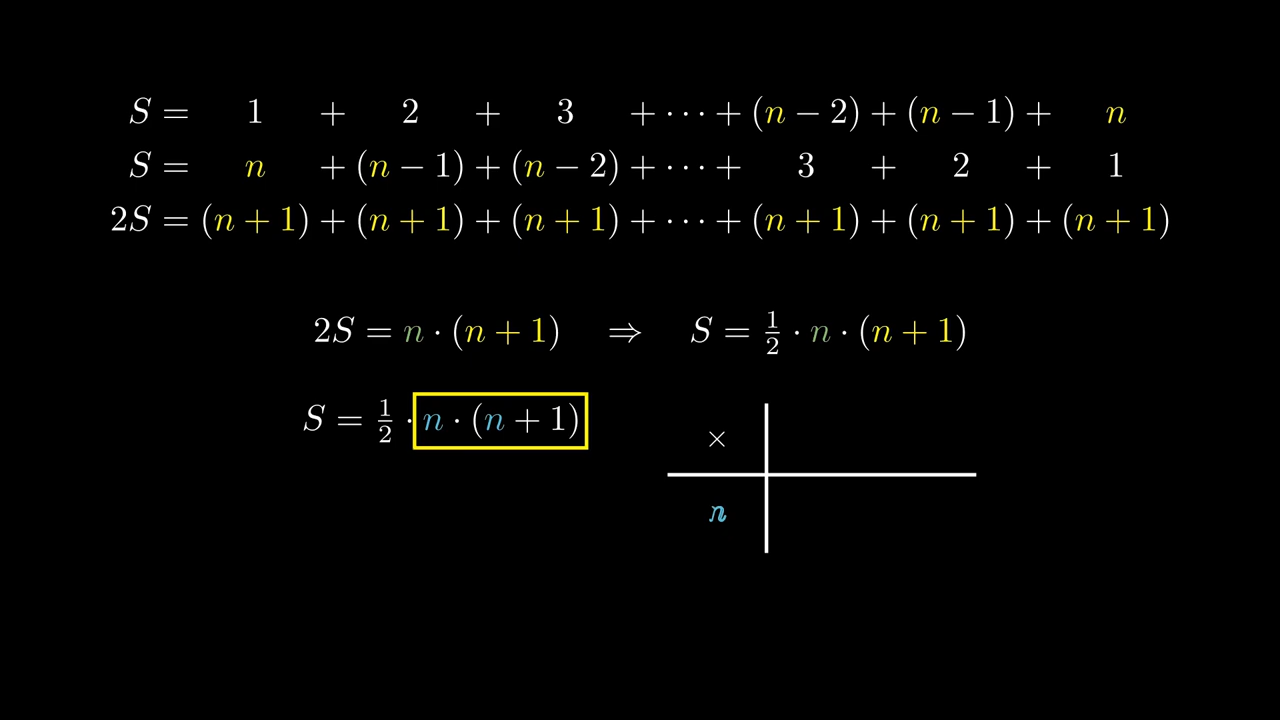 S = 1 + 2 + 3 + ⋯ + (n − 2) + (n − 1) + n
S = n + (n − 1) + (n − 2) + ⋯ + 3 + 2 + 1
2S = (n + 1) + (n + 1) + (n + 1) + ⋯ + (n + 1) + (n + 1) + (n + 1)
2S = n · (n + 1) ⇒ S = 1/2 · n · (n + 1)
S = 1/2 · n · (n + 1)
×
n